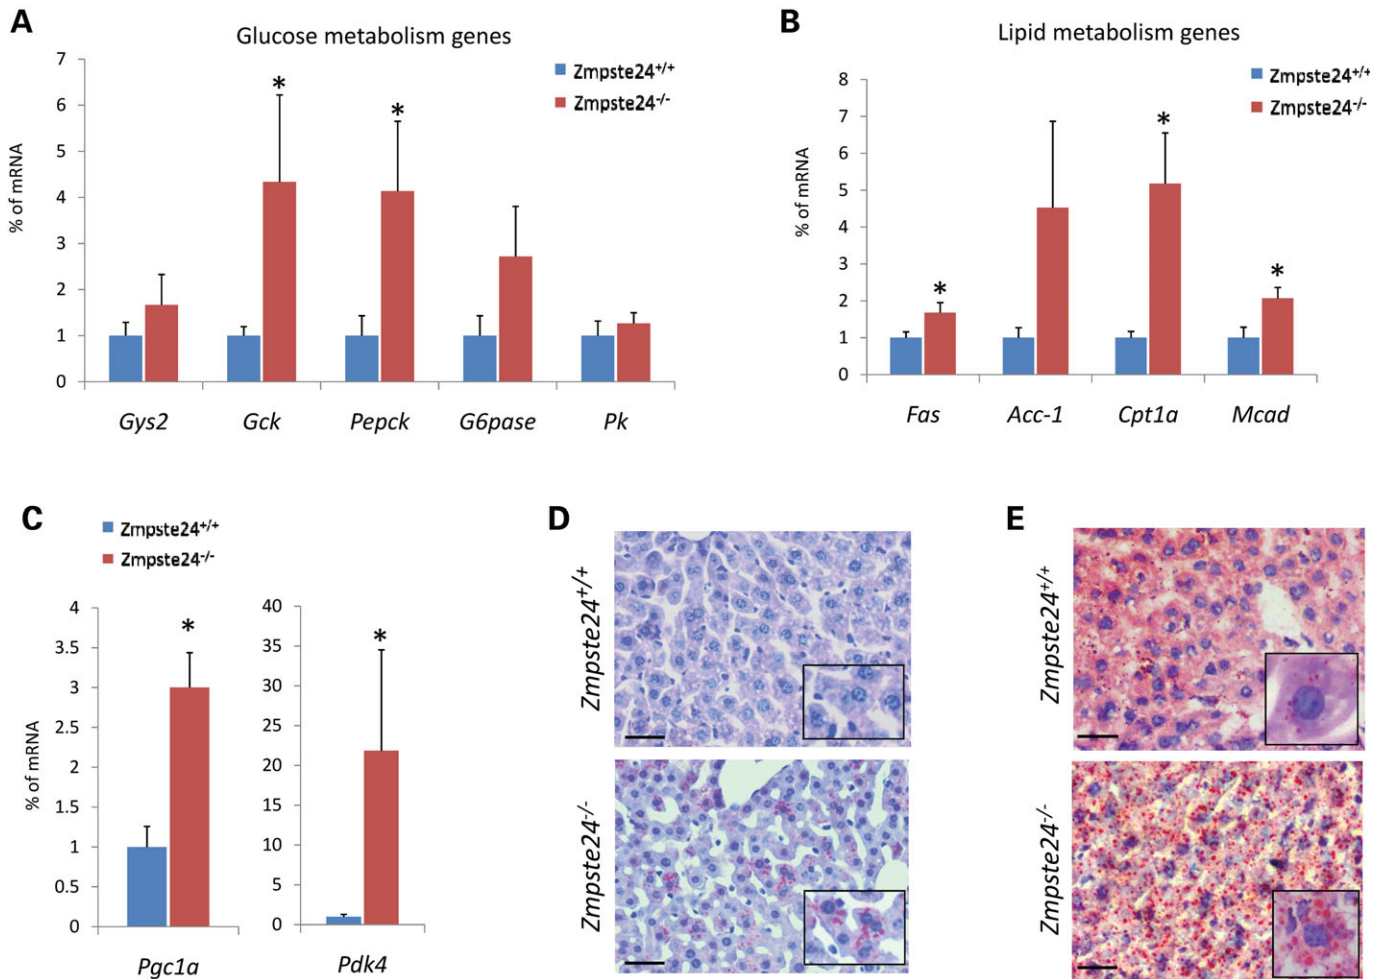 A
Glucose metabolism genes
Zmpste24+/+
Zmpste24-/-
% of mRNA
7
6
5
4
3
2
1
0
*
*
Gys2 Gck Pepck G6pase Pk
B
Lipid metabolism genes
Zmpste24+/+
Zmpste24-/-
% of mRNA
8
7
6
5
4
3
2
1
0
*
*
*
Fas Acc-1 Cpt1a Mcad
C
Zmpste24+/+
Zmpste24-/-
% of mRNA
4
3.5
3
2.5
2
1.5
1
0.5
0
*
Pgc1a
40
35
30
25
20
15
10
5
0
*
Pdk4
D
Zmpste24+/+
Zmpste24-/-
E
Zmpste24+/+
Zmpste24-/-